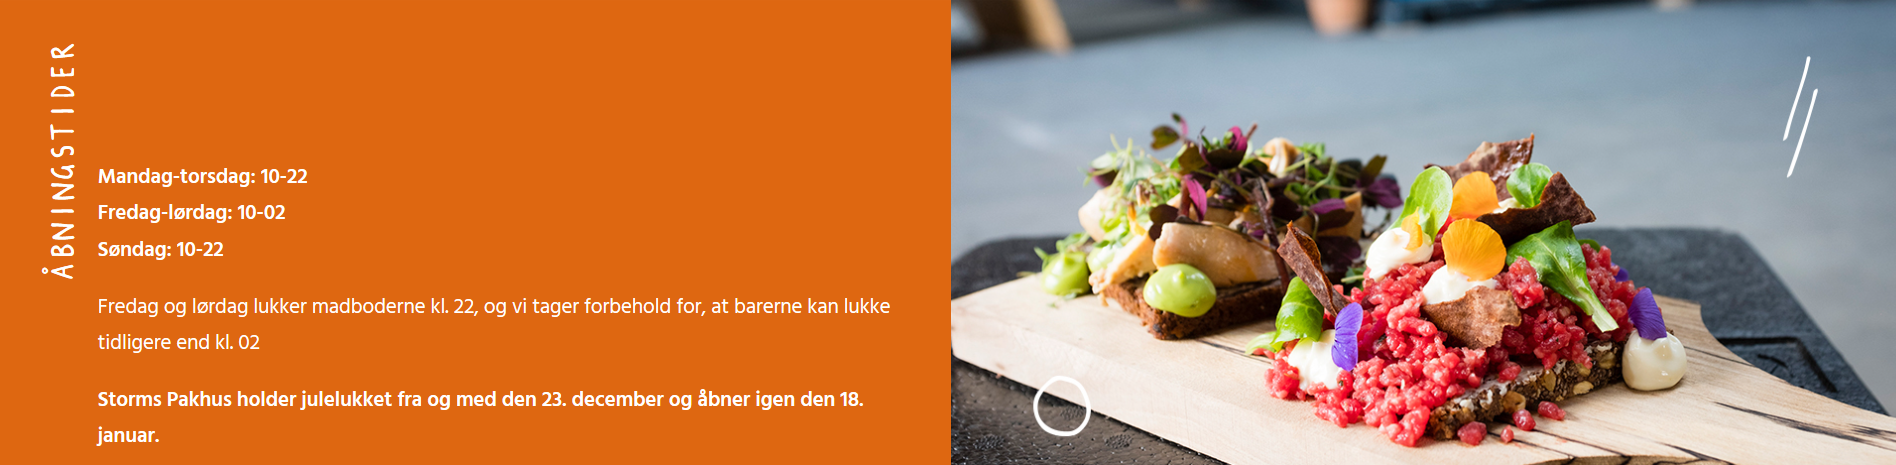 ÅBNINGSTIDER
Mandag-torsdag: 10-22
Fredag-lørdag: 10-02
Søndag: 10-22
Fredag og lørdag lukker madboderne kl. 22, og vi tager forbehold for, at barerne kan lukke
tidligere end kl. 02
Storms Pakhus holder julelukket fra og med den 23. december og åbner igen den 18.
januar.